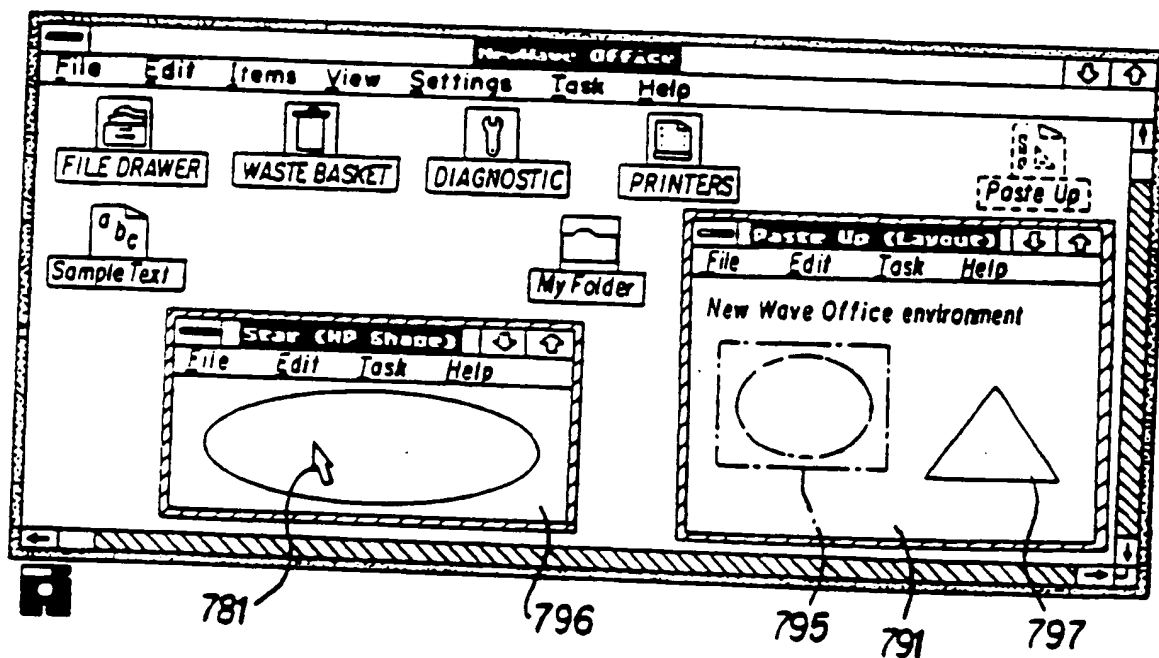 NewWave Office
File Edit Items View Settings Task Help
FILE DRAWER WASTE BASKET DIAGNOSTIC PRINTERS Paste Up
abc
Sample Text My Folder
Paste Up (Layout)
File Edit Task Help
New Wave Office environment
Star (HP Shape)
File Edit Task Help
781 796 795 791 797